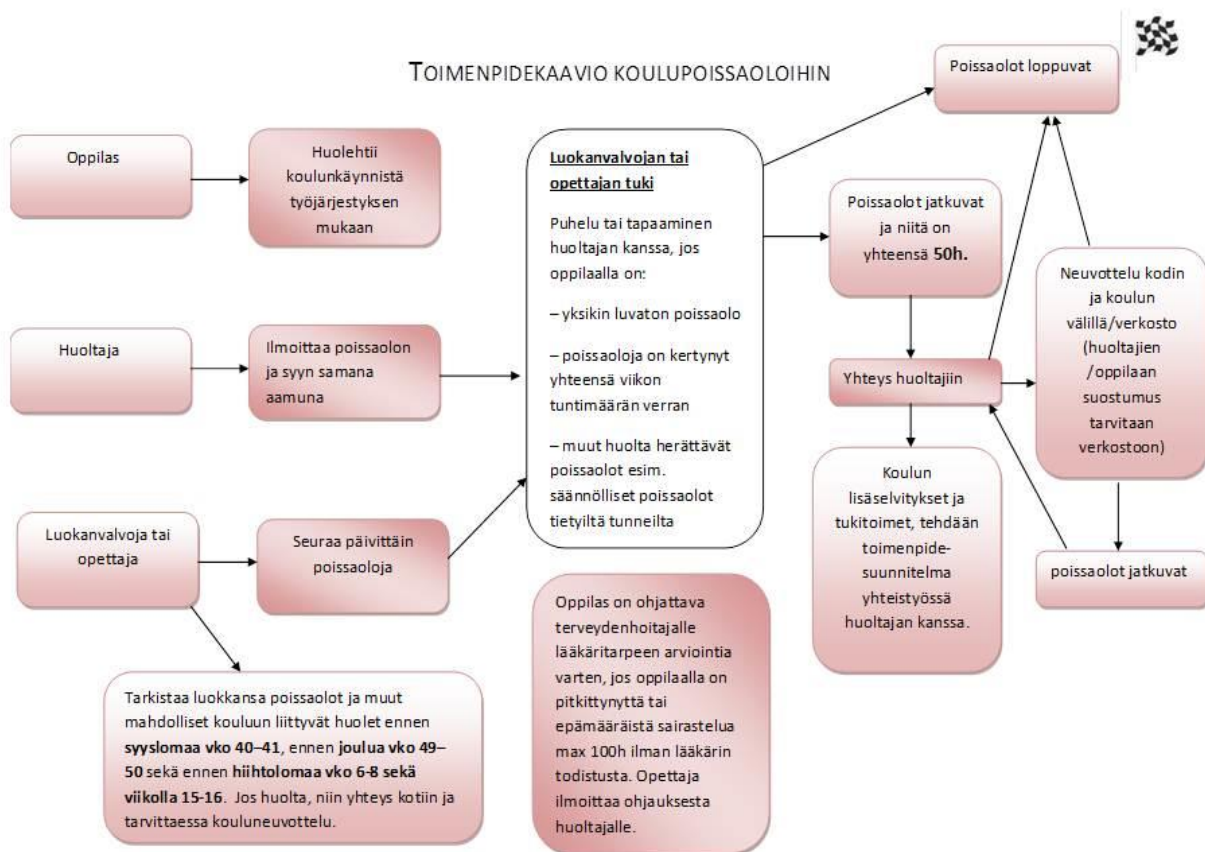 TOIMENPIDEKAAVIO KOULUPOISSAOLOIHIN
Poissaolot loppuvat
Oppilas
Huolehtii
koulunkäynnistä
työjärjestyksen
mukaan
Huoltaja
Ilmoittaa poissaolon
ja syyn samana
aamuna
Luokanvalvoja tai
opettaja
Seuraa päivittäin
poissaoloja
Tarkistaa luokkansa poissaolot ja muut
mahdolliset kouluun liittyvät huolet ennen
syyslomaa vko 40–41, ennen joulua vko 49–
50 sekä ennen hiihtolomaa vko 6-8 sekä
viikolla 15-16. Jos huolta, niin yhteys kotiin ja
tarvittaessa kouluneuvottelu.
Luokanvalvojan tai
opettajan tuki
Puhelu tai tapaaminen
huoltajan kanssa, jos
oppilaalla on:
– yksikin luvaton poissaolo
– poissaoloja on kertynyt
yhteensä viikon
tuntimäärän verran
– muut huolta herättävät
poissaolot esim.
säännölliset poissaolot
tietyiltä tunneilta
Oppilas on ohjattava
terveydenhoitajalle
lääkäritarpeen arviointia
varten, jos oppilaalla on
pitkittynyttä tai
epämääräistä sairastelua
max 100h ilman lääkärin
todistusta. Opettaja
ilmoittaa ohjauksesta
huoltajalle.
Poissaolot jatkuvat
ja niitä on
yhteensä 50h.
Yhteys huoltajiin
Koulun
lisäselvitykset ja
tukitoimet, tehdään
toimenpide-
suunnitelma
yhteistyössä
huoltajan kanssa.
Neuvottelu kodin
ja koulun
välillä/verkosto
(huoltajien
/oppilaan
suostumus
tarvitaan
verkostoon)
poissaolot jatkuvat